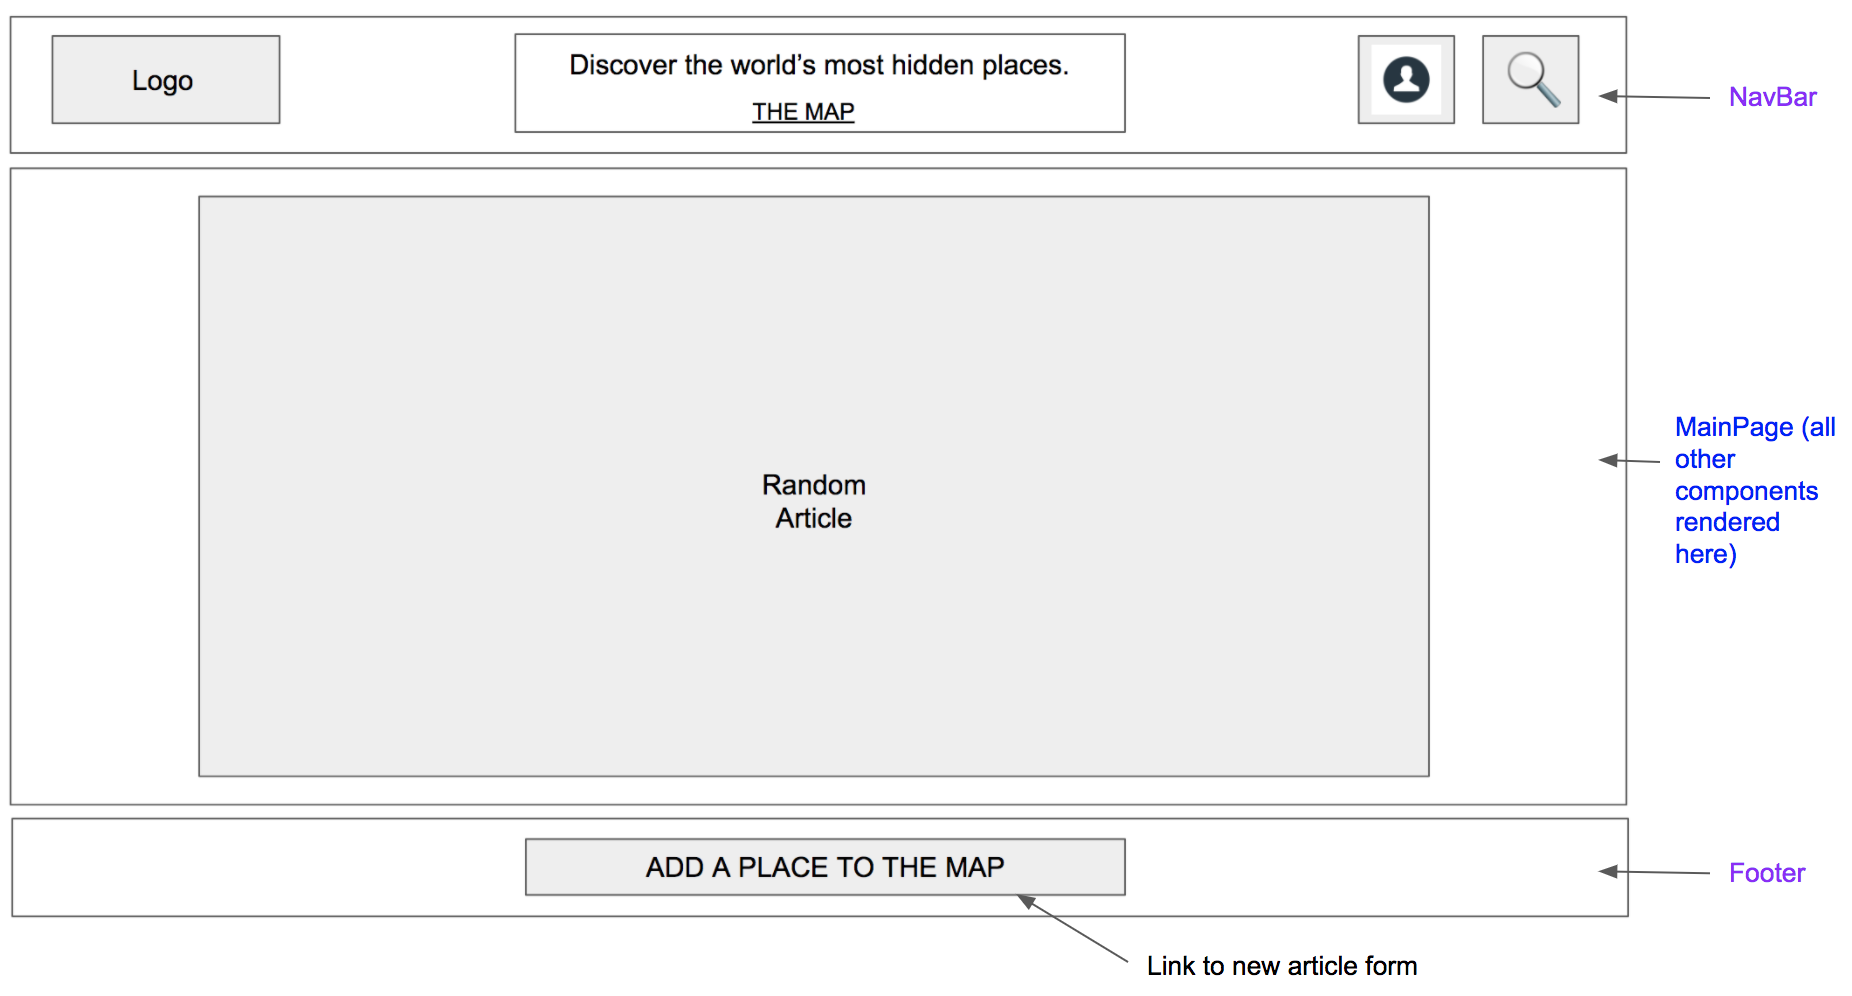 Logo
Discover the world’s most hidden places.
THE MAP
NavBar
Random
Article
MainPage (all
other
components
rendered
here)
ADD A PLACE TO THE MAP
Footer
Link to new article form